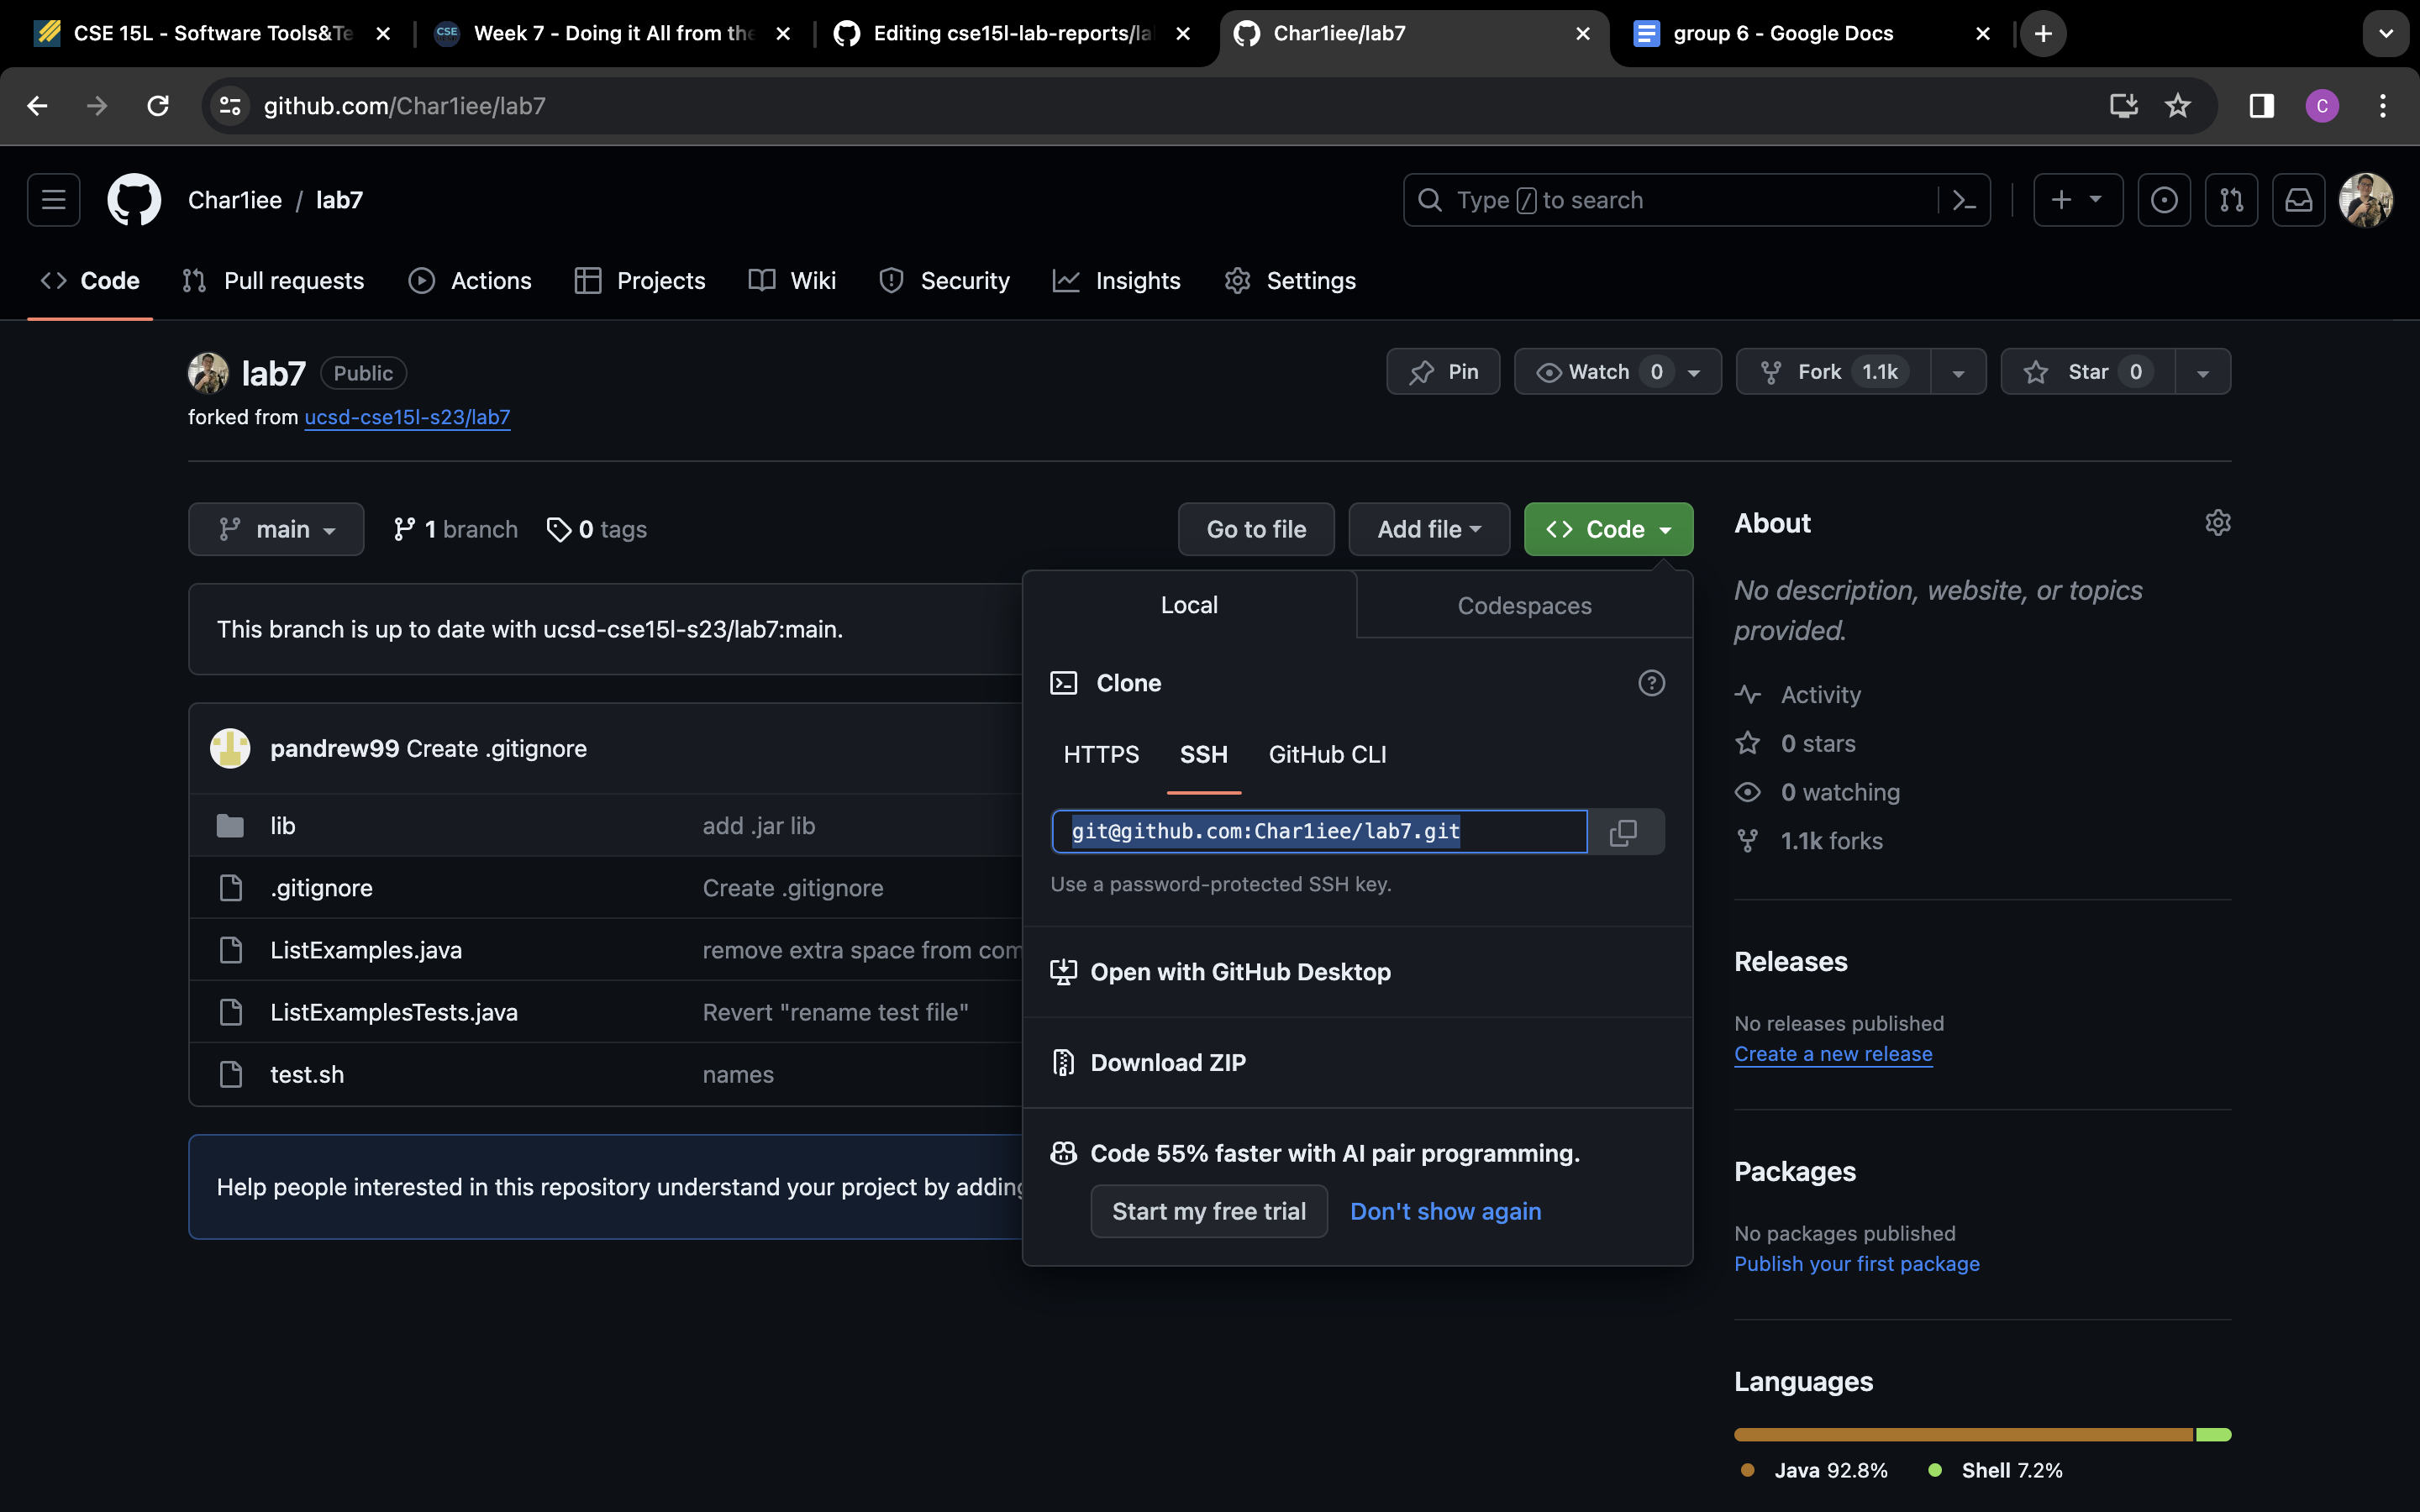 CSE 15L - Software Tools&Te
CSE
Week 7 - Doing it All from the
Editing cse15l-lab-reports/la
Char1iee/lab7
group 6 - Google Docs
github.com/Char1iee/lab7
C
Char1iee / lab7
Type / to search
Code
Pull requests
Actions
Projects
Wiki
Security
Insights
Settings
lab7
Public
Pin
Watch 0
Fork 1.1k
Star 0
forked from ucsd-cse15l-s23/lab7
main
1 branch
0 tags
Go to file
Add file
Code
This branch is up to date with ucsd-cse15l-s23/lab7:main.
pandrew99 Create .gitignore
lib
add .jar lib
.gitignore
Create .gitignore
ListExamples.java
remove extra space from com
ListExamplesTests.java
Revert "rename test file"
test.sh
names
Help people interested in this repository understand your project by adding
Local
Codespaces
Clone
HTTPS
SSH
GitHub CLI
git@github.com:Char1iee/lab7.git
Use a password-protected SSH key.
Open with GitHub Desktop
Download ZIP
Code 55% faster with AI pair programming.
Start my free trial
Don't show again
About
No description, website, or topics
provided.
Activity
0 stars
0 watching
1.1k forks
Releases
No releases published
Create a new release
Packages
No packages published
Publish your first package
Languages
Java 92.8%
Shell 7.2%